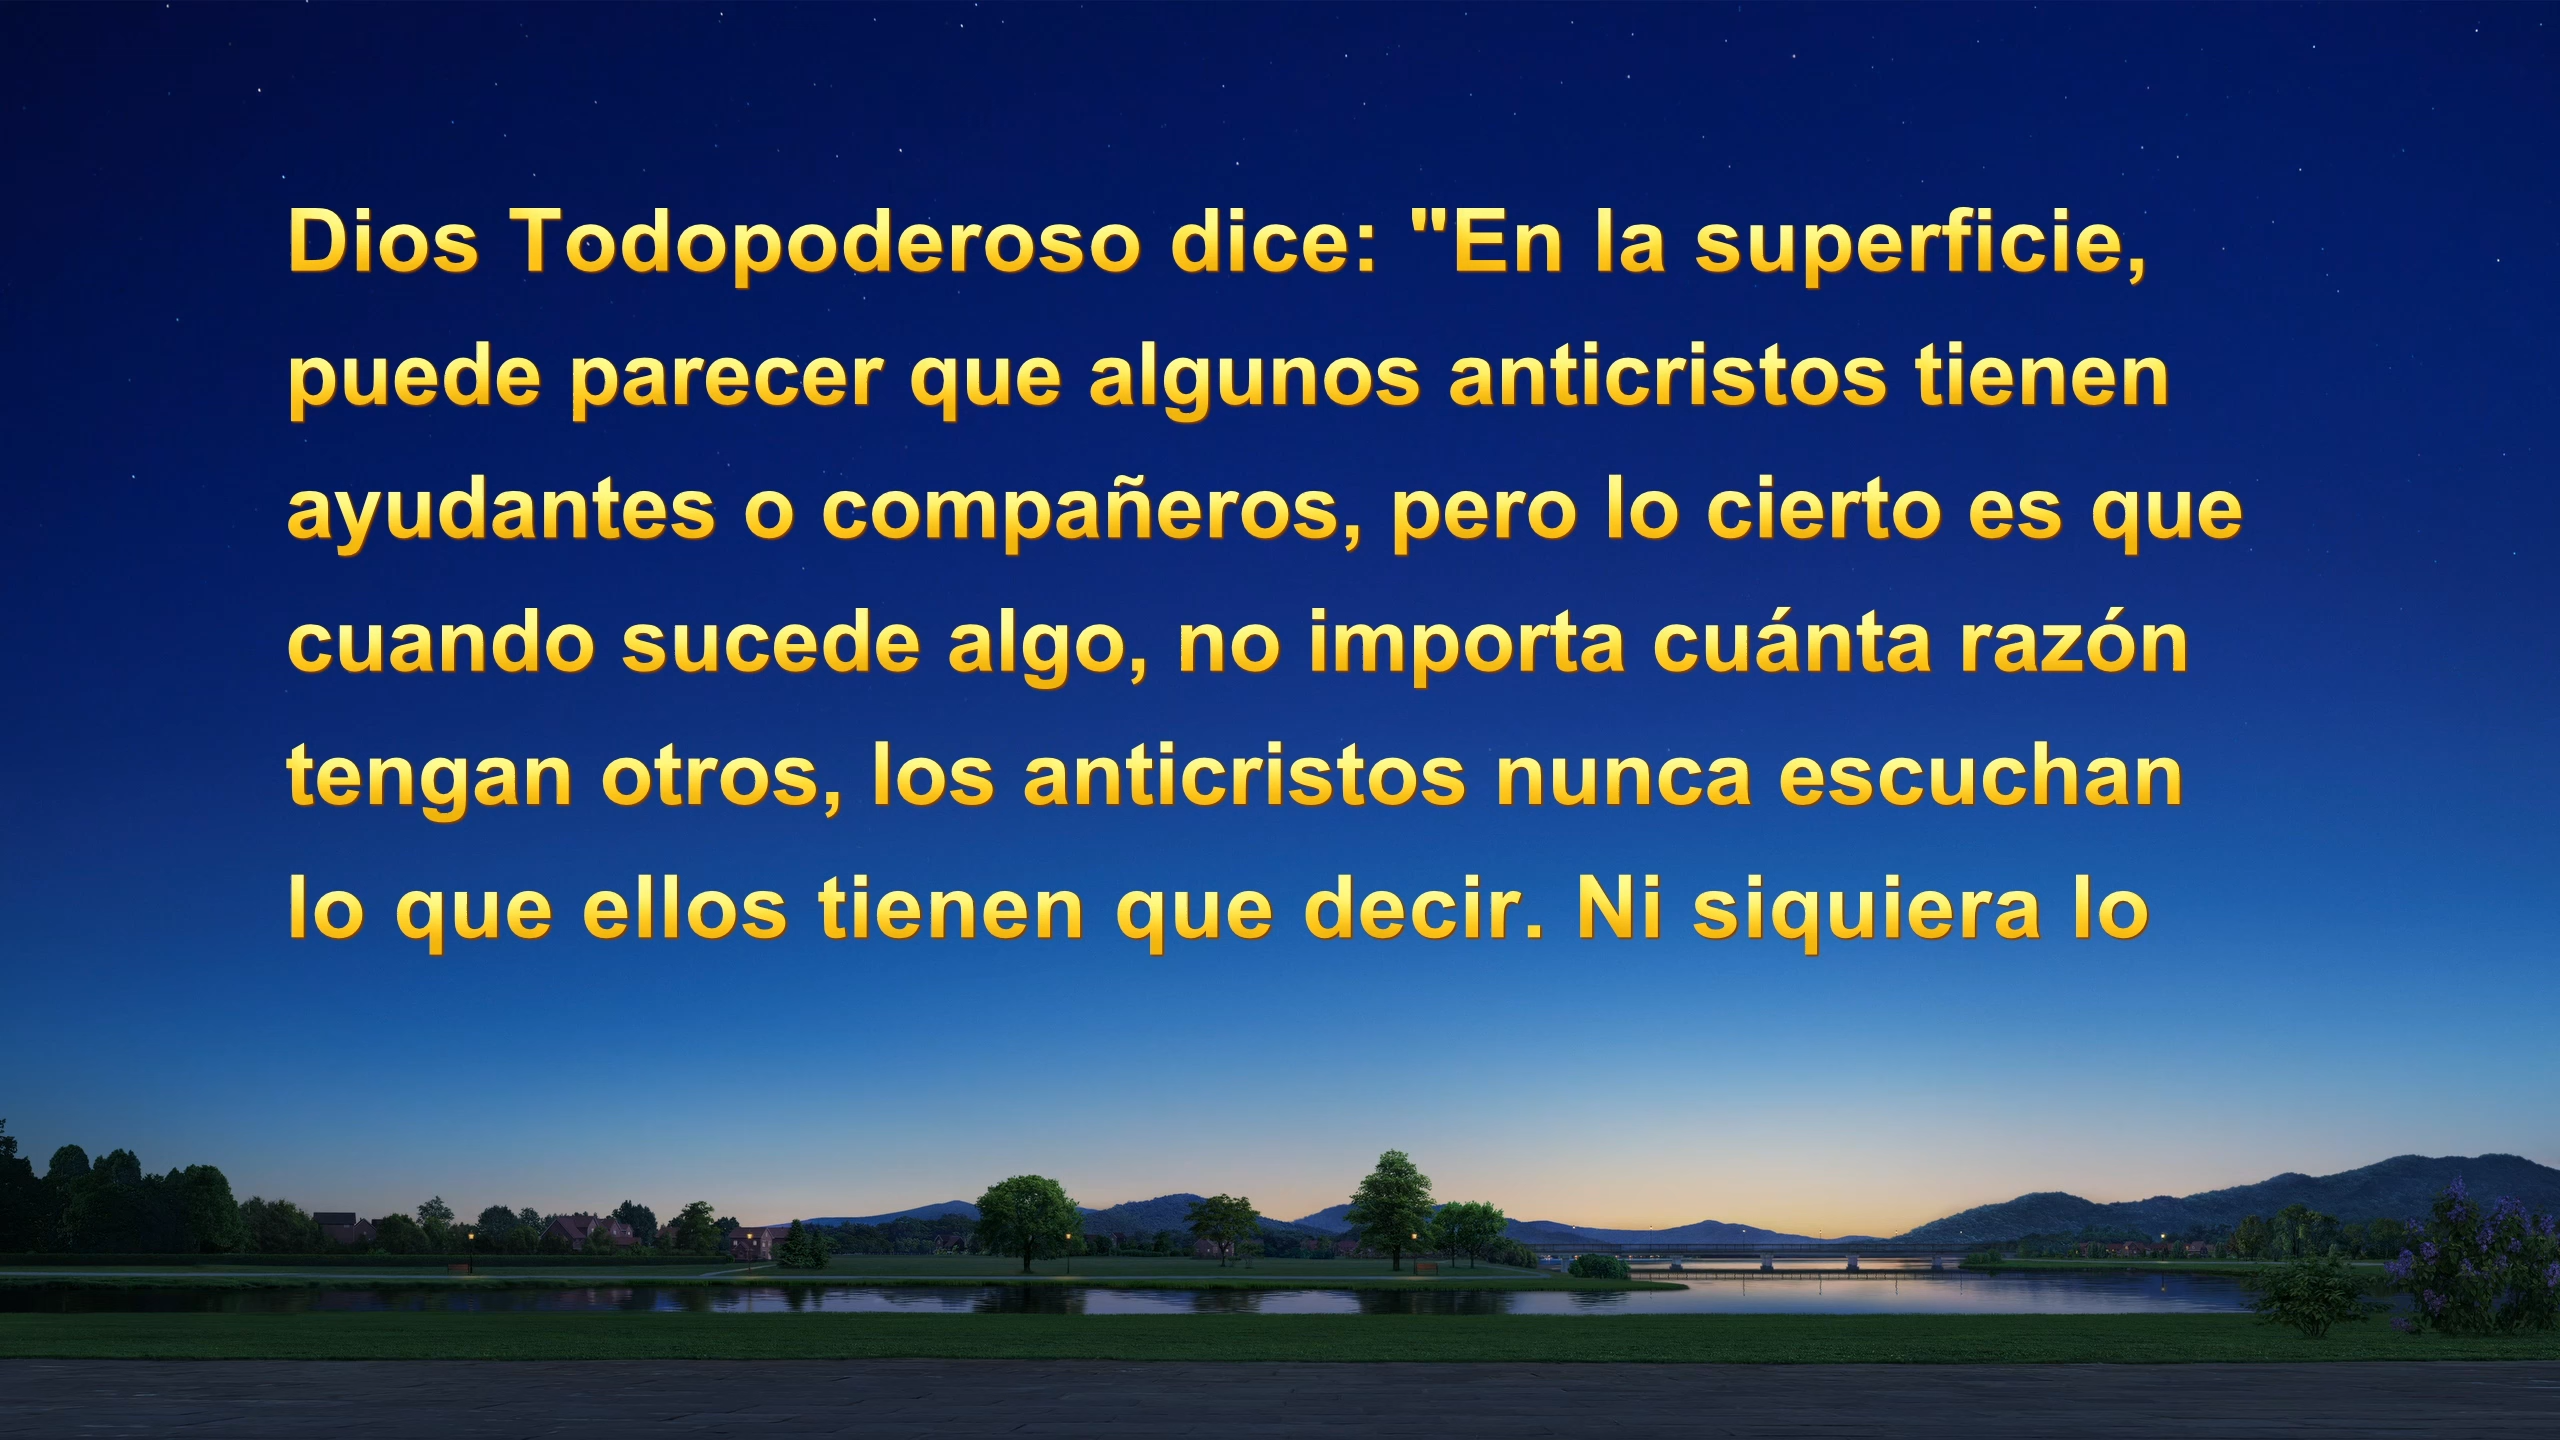 Dios Todopoderoso dice: "En la superficie,
puede parecer que algunos anticristos tienen
ayudantes o compañeros, pero lo cierto es que
cuando sucede algo, no importa cuánta razón
tengan otros, los anticristos nunca escuchan
lo que ellos tienen que decir. Ni siquiera lo